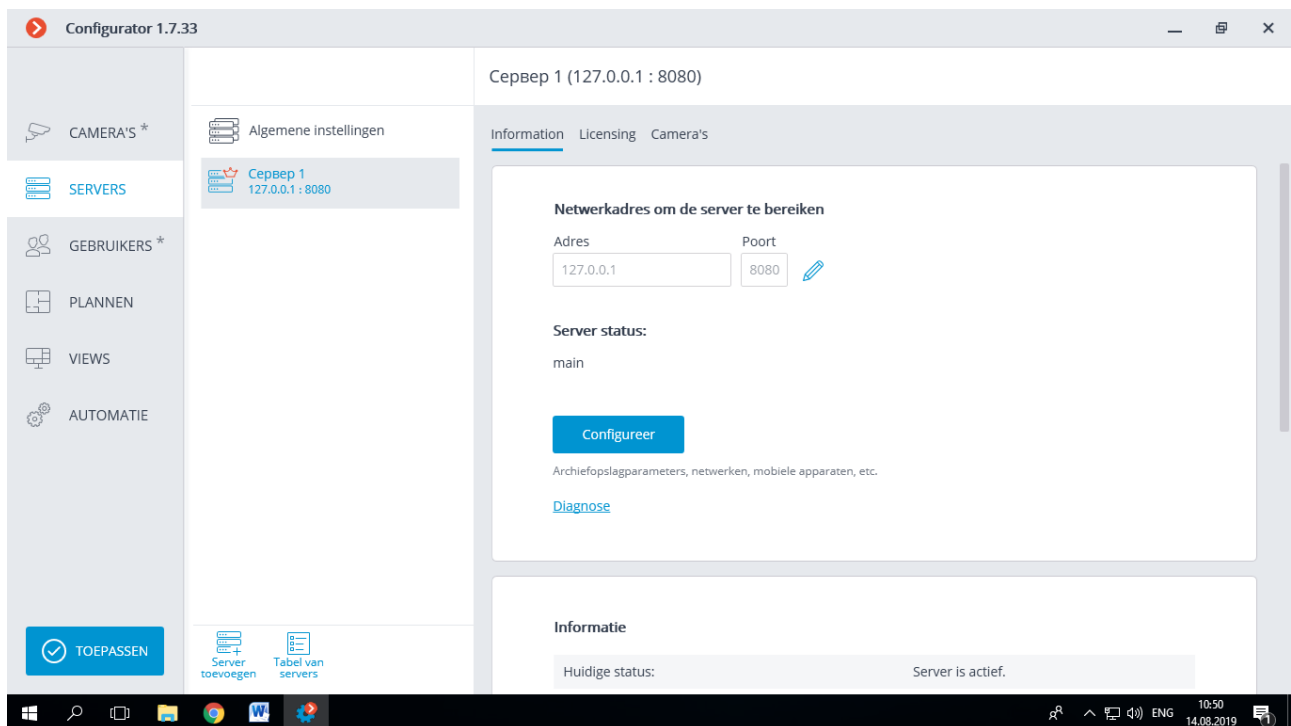 Configurator 1.7.33
CAMERA'S *
SERVERS
GEBRUIKERS *
PLANNEN
VIEWS
AUTOMATIE
TOEPASSEN
Algemene instellingen
Сервер 1
127.0.0.1 : 8080
Server
toevoegen
Tabel van
servers
Сервер 1 (127.0.0.1 : 8080)
Information Licensing Camera's
Netwerkadres om de server te bereiken
Adres Poort
127.0.0.1 8080
Server status:
main
Configureer
Archiefopslagparameters, netwerken, mobiele apparaten, etc.
Diagnose
Informatie
Huidige status: Server is actief.
W
ENG
10:50
14.08.2019
1